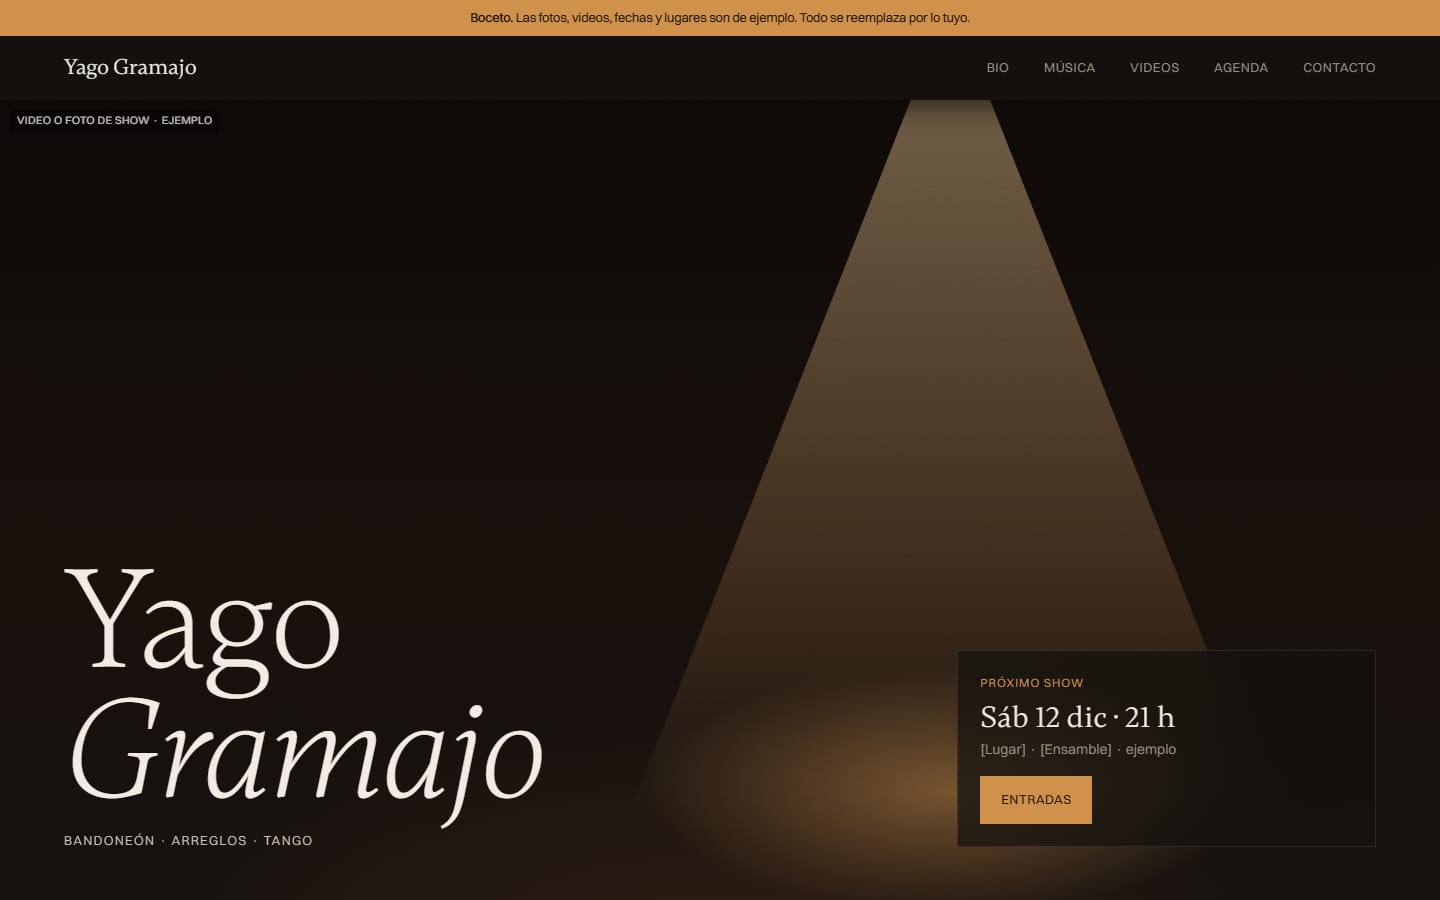 Boceto. Las fotos, videos, fechas y lugares son de ejemplo. Todo se reemplaza por lo tuyo.
Yago Gramajo
BIO
MÚSICA
VIDEOS
AGENDA
CONTACTO
VIDEO O FOTO DE SHOW · EJEMPLO
Yago
Gramajo
BANDONEÓN · ARREGLOS · TANGO
PRÓXIMO SHOW
Sáb 12 dic · 21 h
[Lugar] · [Ensamble] · ejemplo
ENTRADAS